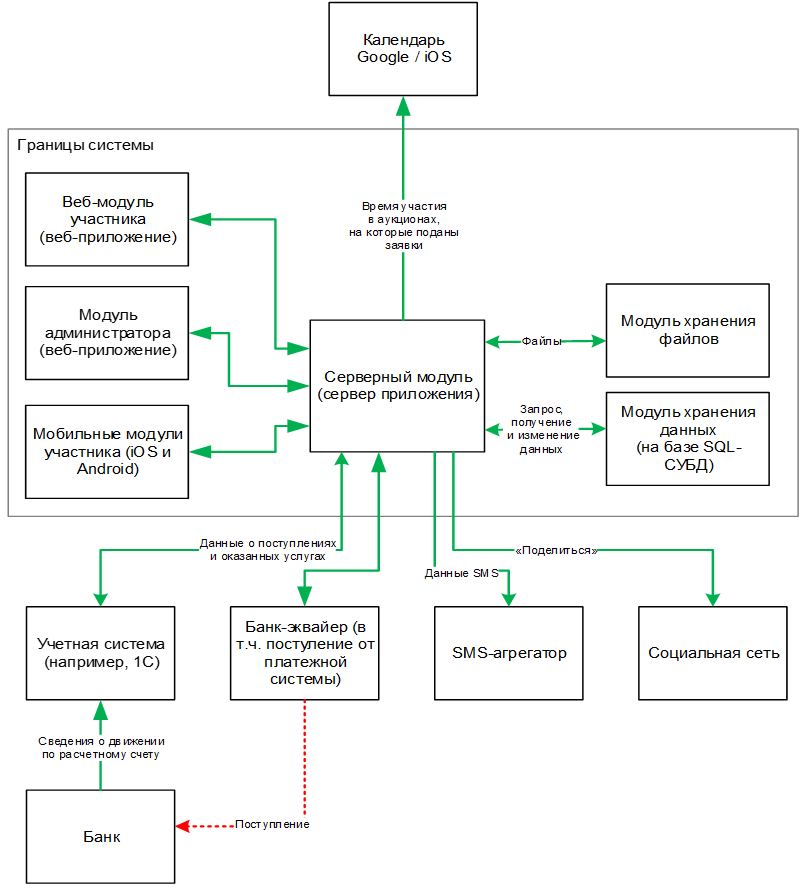 Календарь
Google / iOS
Границы системы
Веб-модуль
участника
(веб-приложение)
Время участия
в аукционах,
на которые поданы
заявки
Модуль
администратора
(веб-приложение)
Модуль хранения
файлов
Файлы
Серверный модуль
(сервер приложения)
Мобильные модули
участника (iOS и
Android)
Запрос,
получение
и изменение
данных
Модуль хранения
данных
(на базе SQL-
СУБД)
Данные о поступлениях
и оказанных услугах
«Поделиться»
Данные SMS
Учетная система
(например, 1С)
Банк-эквайер (в
т.ч. поступление от
платежной
системы)
SMS-агрегатор
Социальная сеть
Сведения о движении
по расчетному счету
Поступление
Банк